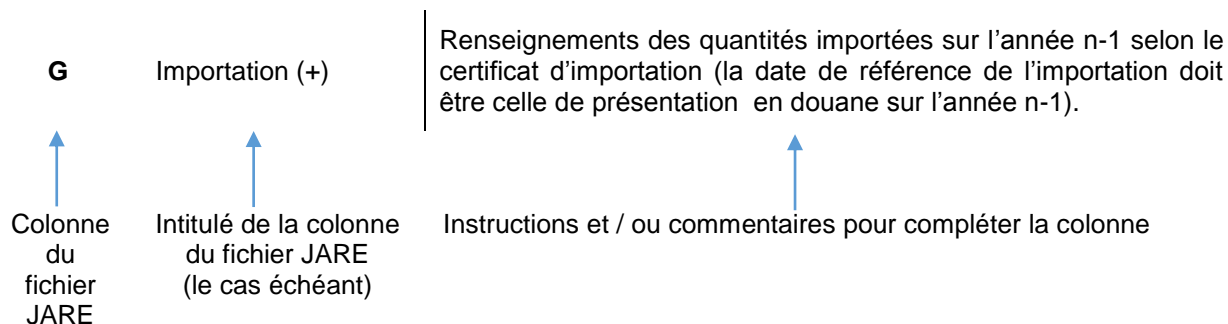 G
Importation (+)
Renseignements des quantités importées sur l’année n-1 selon le
certificat d’importation (la date de référence de l’importation doit
être celle de présentation en douane sur l’année n-1).
Colonne
du
fichier
JARE
Intitulé de la colonne
du fichier JARE
(le cas échéant)
Instructions et / ou commentaires pour compléter la colonne